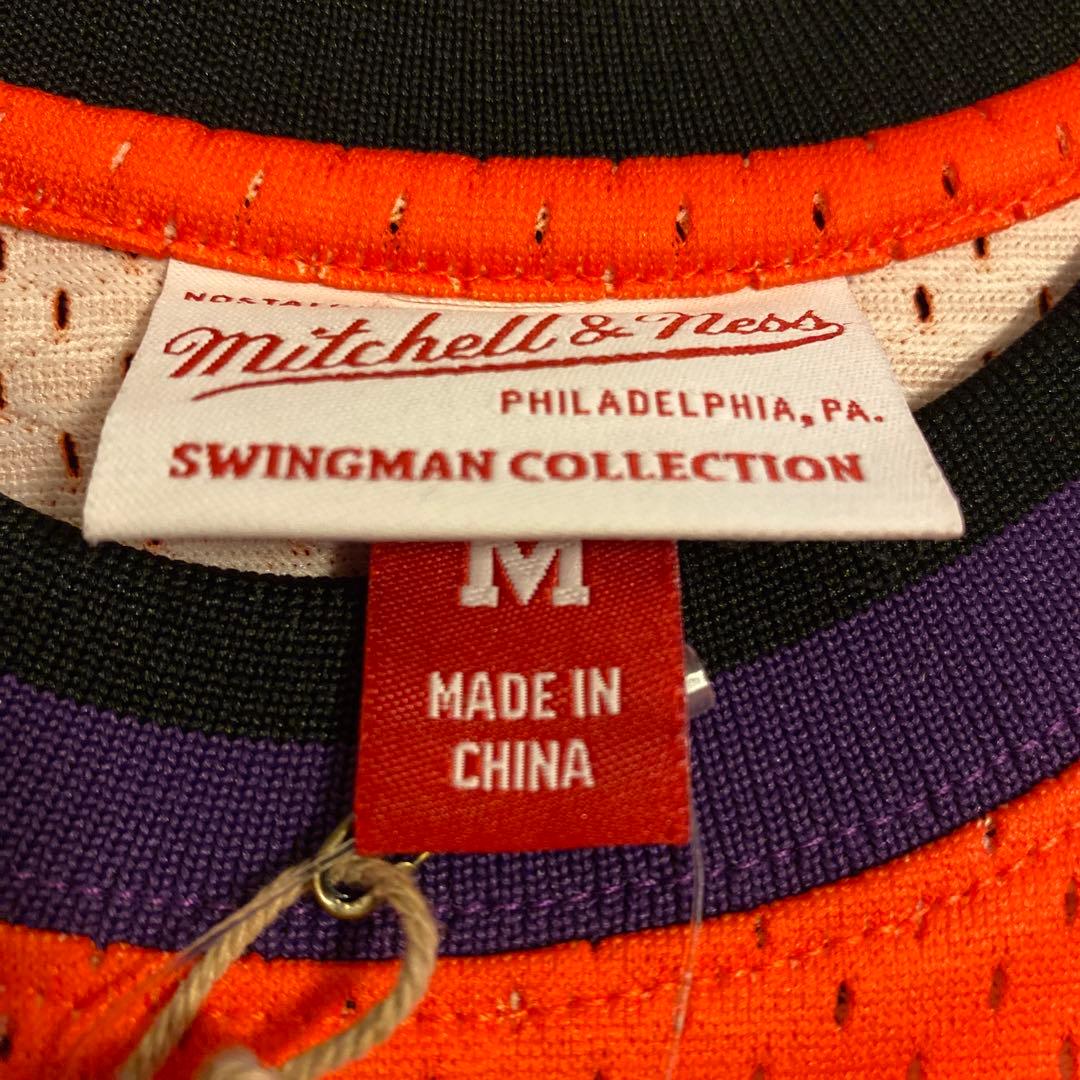 Mitchell & Ness
PHILADELPHIA, PA.
SWINGMAN COLLECTION
M
MADE IN
CHINA